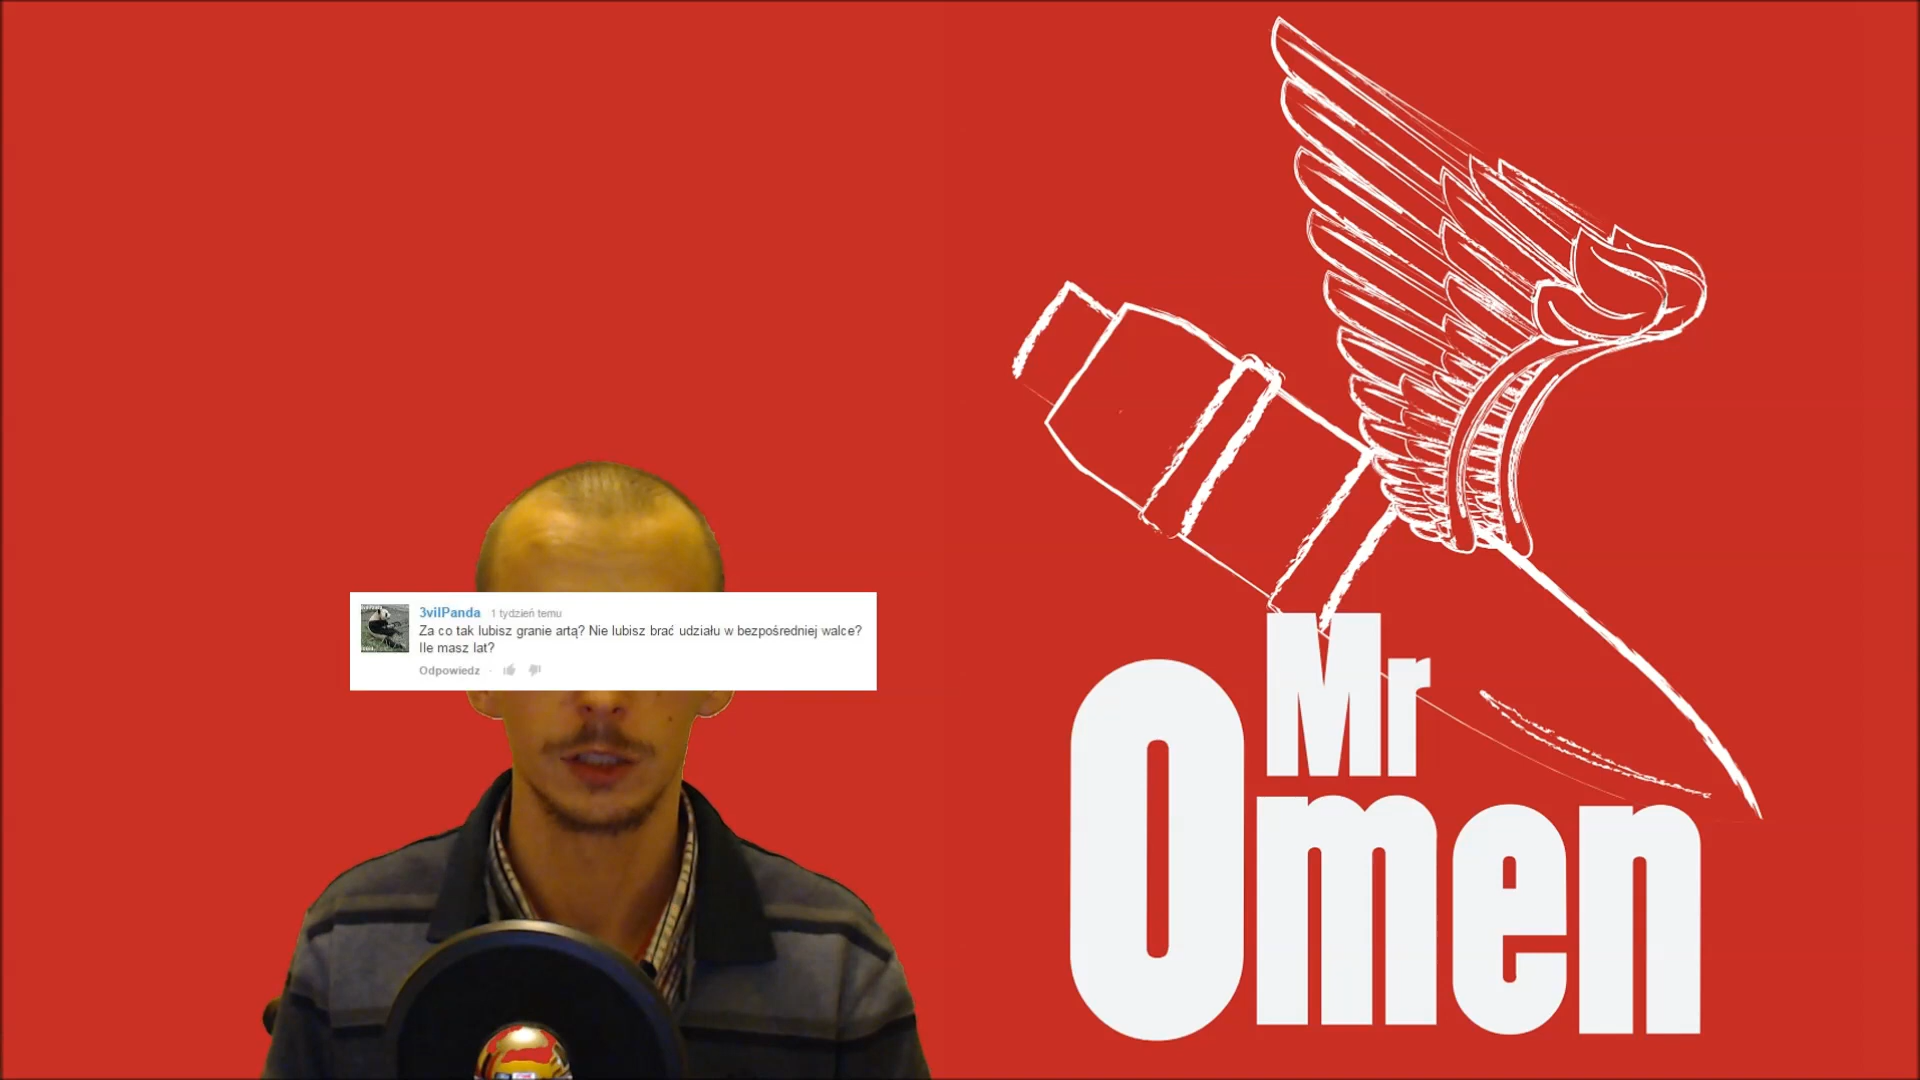 3vilPanda 1 tydzień temu
Za co tak lubisz granie artą? Nie lubisz brać udziału w bezpośredniej walce?
Ile masz lat?
Odpowiedz ·
Mr
Omen